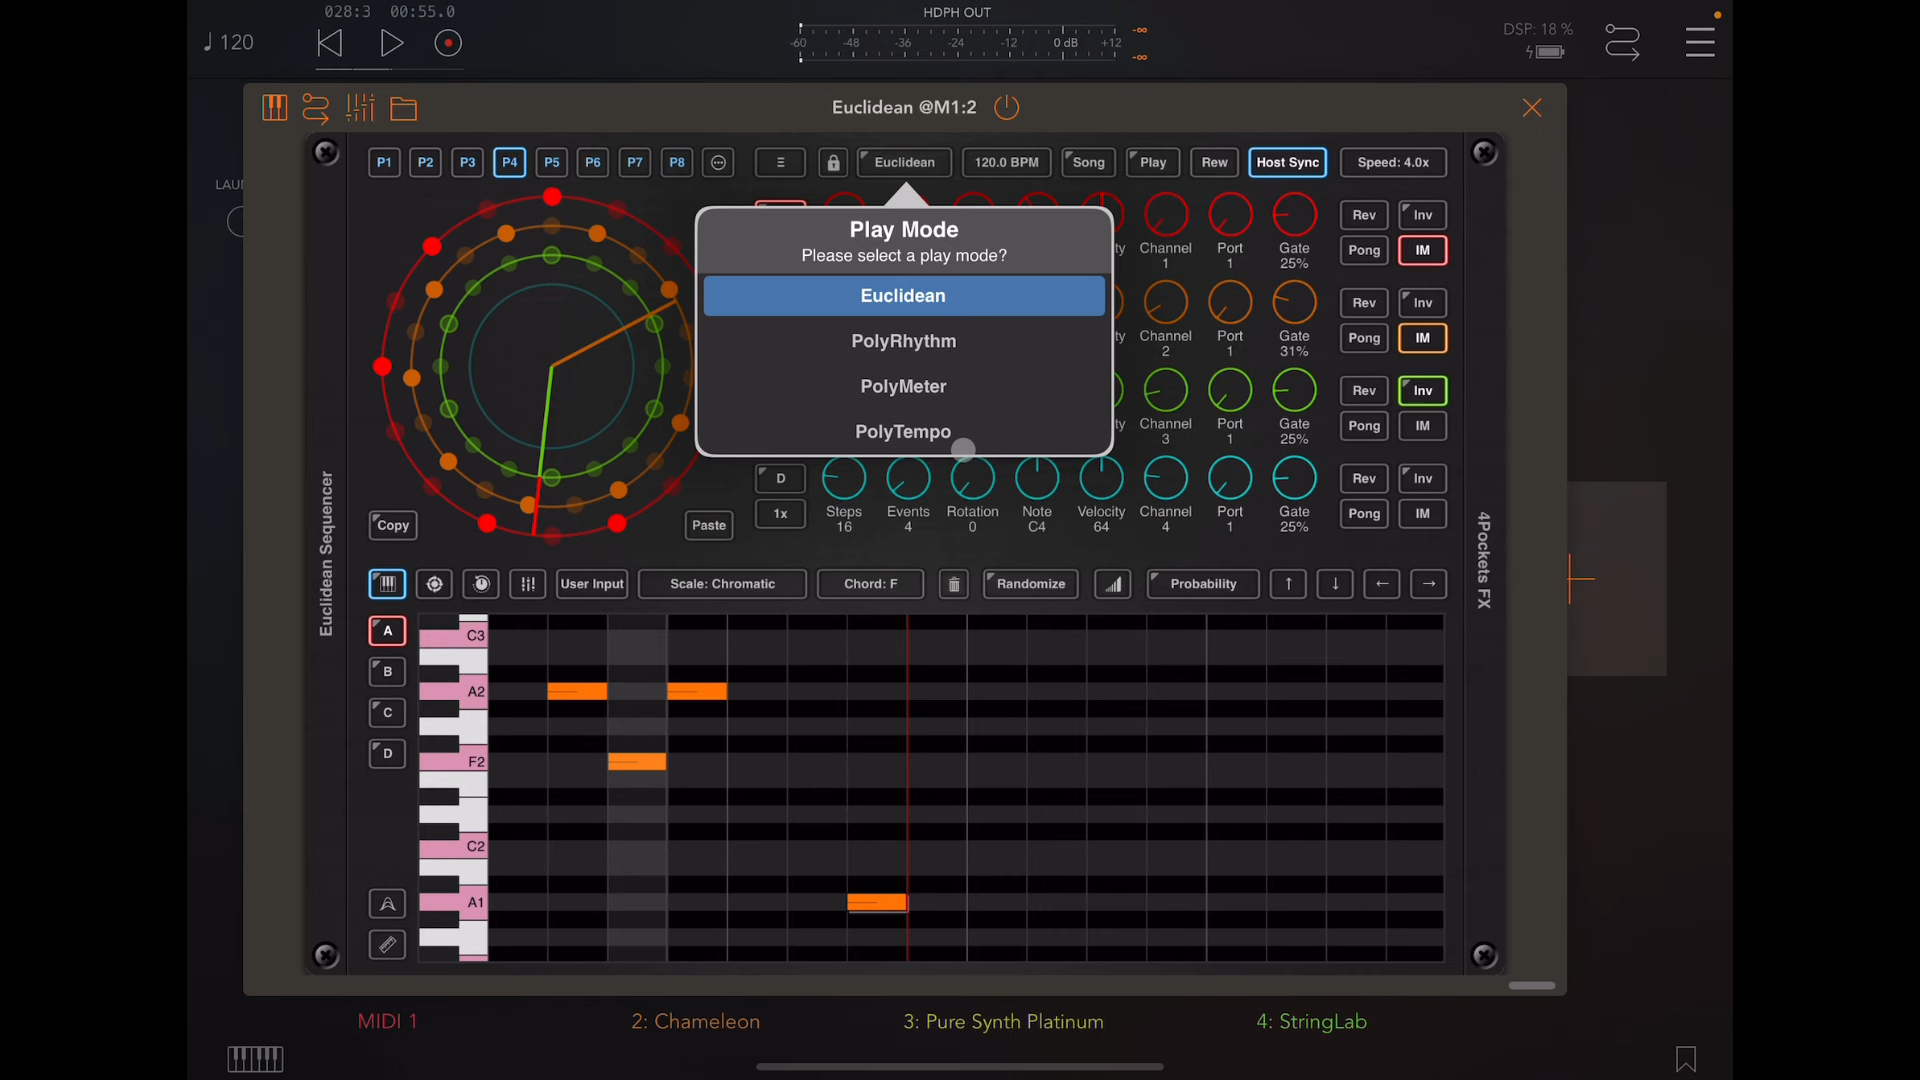 028:3 00:55.0
HDPH OUT
120
-60 -48 -36 -24 -12 0 dB +12
-∞
-∞
DSP: 18 %
Euclidean @M1:2
LAU
P1 P2 P3 P4 P5 P6 P7 P8
Euclidean
120.0 BPM
Song
Play
Rew
Host Sync
Speed: 4.0x
Play Mode
Please select a play mode?
Euclidean
PolyRhythm
PolyMeter
PolyTempo
ty Channel Port Gate
1 1 25%
Rev Inv
Pong IM
ty Channel Port Gate
2 1 31%
Rev Inv
Pong IM
ty Channel Port Gate
3 1 25%
Rev Inv
Pong IM
D
1x
Steps Events Rotation Note Velocity Channel Port Gate
16 4 0 C4 64 4 1 25%
Rev Inv
Pong IM
Copy
Paste
Euclidean Sequencer
4Pockets FX
User Input
Scale: Chromatic
Chord: F
Randomize
Probability
↑ ↓ ← →
A
B
C
D
C3
A2
F2
C2
A1
MIDI 1
2: Chameleon
3: Pure Synth Platinum
4: StringLab